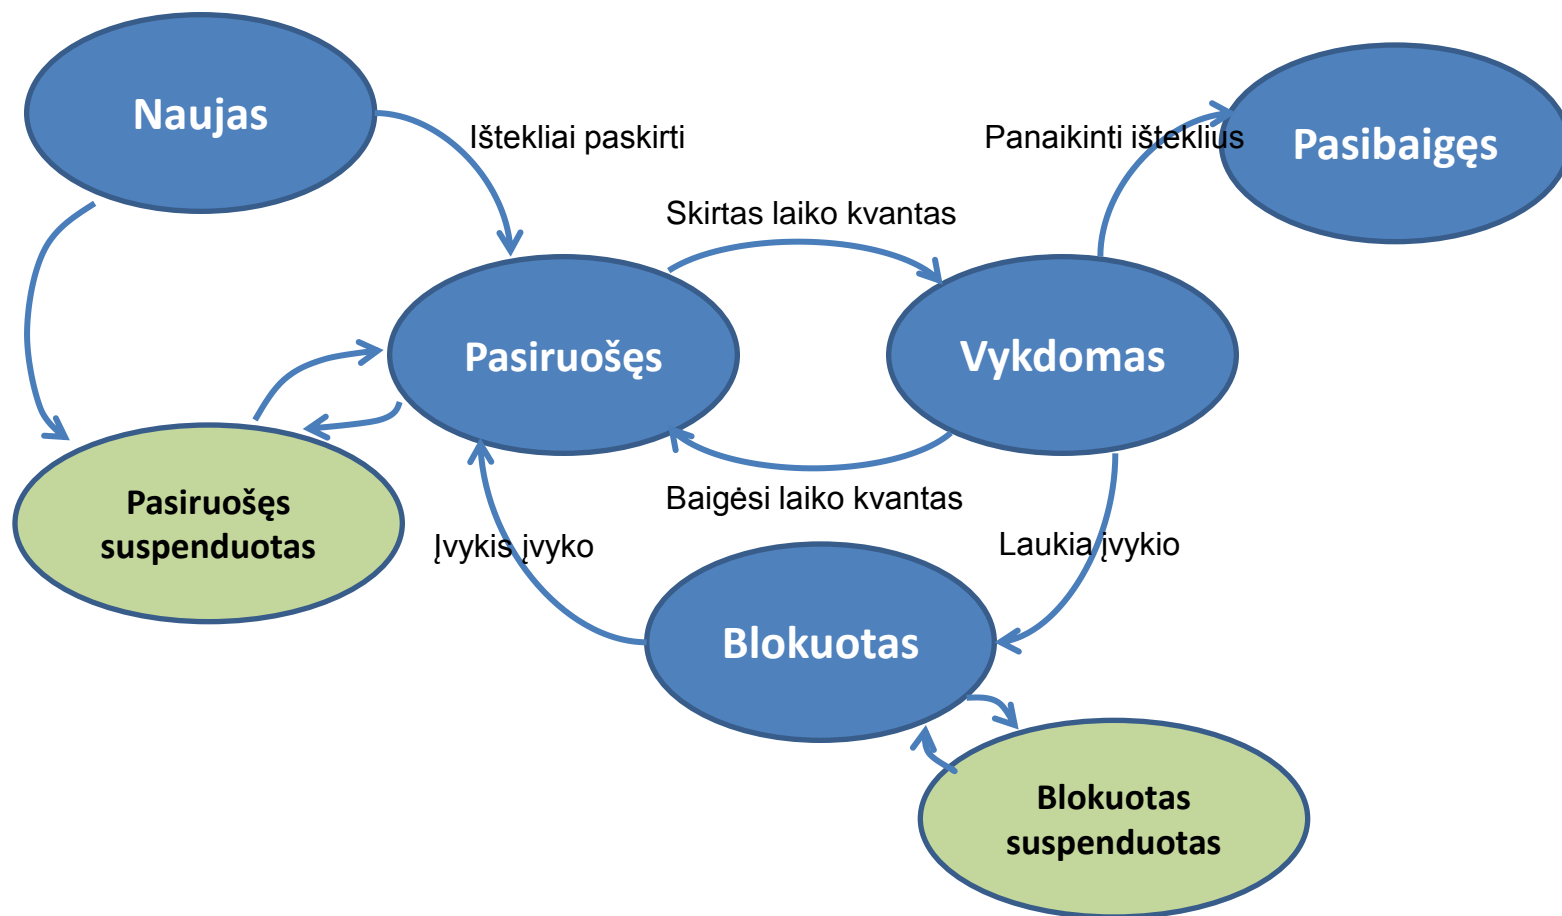 Naujas
Ištekliai paskirti
Panaikinti išteklius
Pasibaigęs
Skirtas laiko kvantas
Pasiruošęs
Vykdomas
Baigėsi laiko kvantas
Pasiruošęs
suspenduotas
Įvykis įvyko
Laukia įvykio
Blokuotas
Blokuotas
suspenduotas